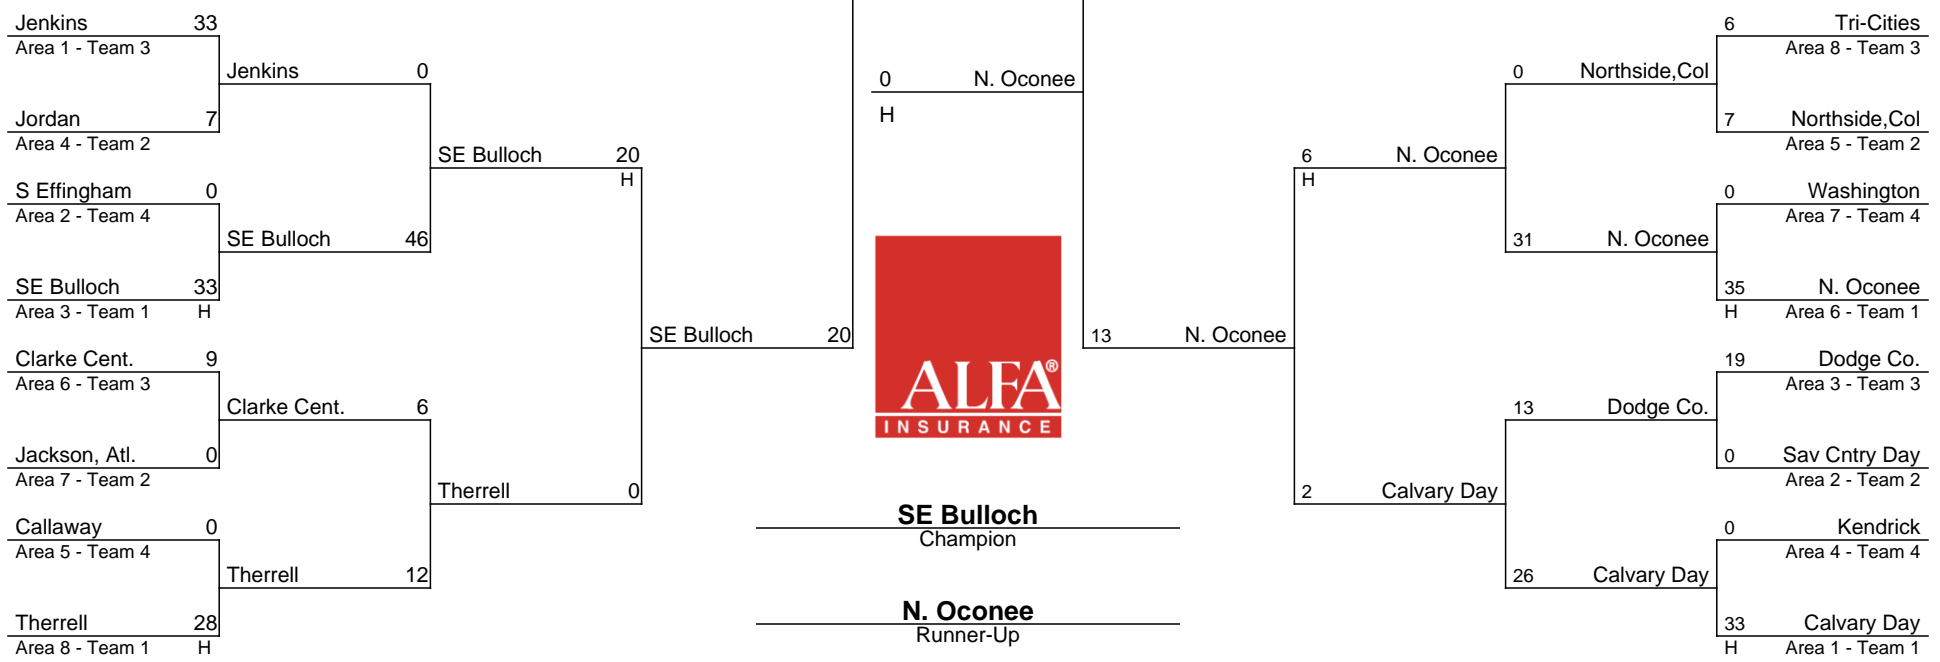 Jenkins 33
Area 1 - Team 3
Jenkins 0
Jordan 7
Area 4 - Team 2
SE Bulloch 20
H
S Effingham 0
Area 2 - Team 4
SE Bulloch 46
SE Bulloch 33
Area 3 - Team 1 H
SE Bulloch 20
Clarke Cent. 9
Area 6 - Team 3
Clarke Cent. 6
Jackson, Atl. 0
Area 7 - Team 2
Therrell 0
Callaway 0
Area 5 - Team 4
Therrell 12
Therrell 28
Area 8 - Team 1 H
0 N. Oconee
H
ALFA®
INSURANCE
SE Bulloch
Champion
N. Oconee
Runner-Up
6 Tri-Cities
Area 8 - Team 3
0 Northside,Col
7 Northside,Col
Area 5 - Team 2
6 N. Oconee
H
0 Washington
Area 7 - Team 4
31 N. Oconee
35 N. Oconee
H Area 6 - Team 1
13 N. Oconee
19 Dodge Co.
Area 3 - Team 3
13 Dodge Co.
0 Sav Cntry Day
Area 2 - Team 2
2 Calvary Day
0 Kendrick
Area 4 - Team 4
26 Calvary Day
33 Calvary Day
H Area 1 - Team 1